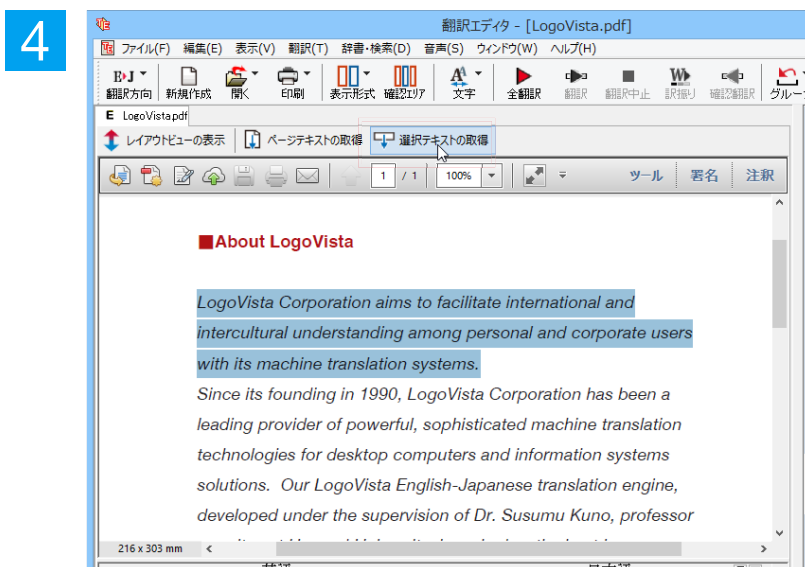 4
翻訳エディタ - [LogoVista.pdf]
ファイル(F) 編集(E) 表示(V) 翻訳(T) 辞書・検索(D) 音声(S) ウィンドウ(W) ヘルプ(H)
翻訳方向 新規作成 開く 印刷 表示形式 確認エリア 文字 全翻訳 翻訳 翻訳中止 訳振り 確認翻訳 グルー
E LogoVista.pdf
レイアウトビューの表示 ページテキストの取得 選択テキストの取得
1 / 1 100% ツール 署名 注釈
■About LogoVista
LogoVista Corporation aims to facilitate international and
intercultural understanding among personal and corporate users
with its machine translation systems.
Since its founding in 1990, LogoVista Corporation has been a
leading provider of powerful, sophisticated machine translation
technologies for desktop computers and information systems
solutions.  Our LogoVista English-Japanese translation engine,
developed under the supervision of Dr. Susumu Kuno, professor
216 x 303 mm